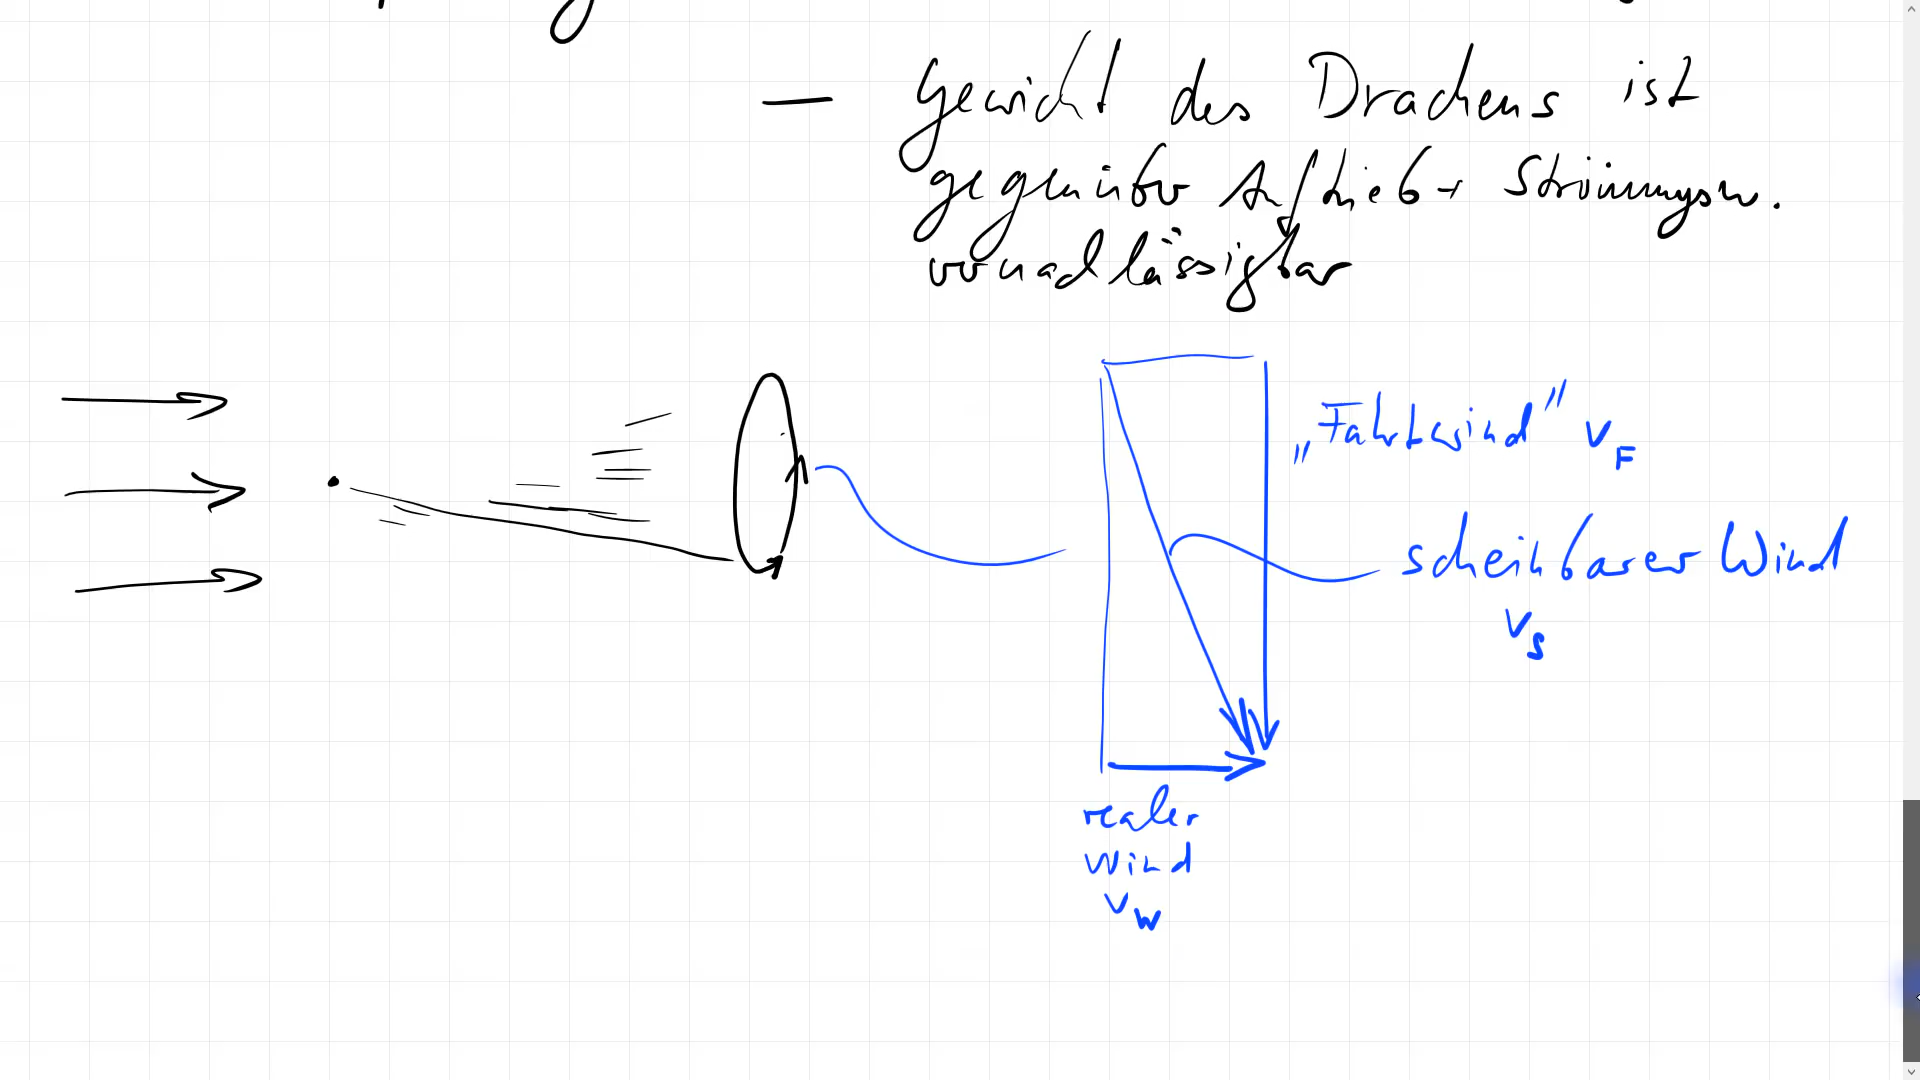 — Gewicht des Drachens ist
gegenüber Auftrieb + Strömungsw.
vernachlässigbar
„Fahrtwind" v_F
scheinbarer Wind
v_S
realer
Wind
v_W